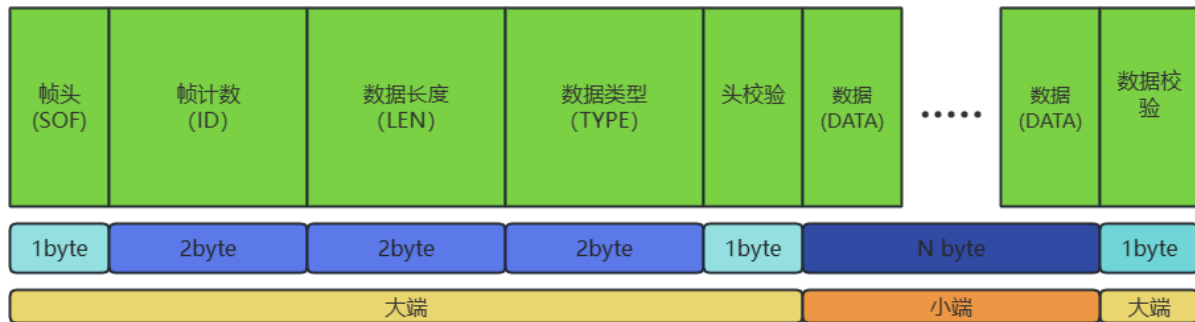 帧头
(SOF)
帧计数
(ID)
数据长度
(LEN)
数据类型
(TYPE)
头校验
数据
(DATA)
•••••
数据
(DATA)
数据校
验
1byte
2byte
2byte
2byte
1byte
N byte
1byte
大端
小端
大端